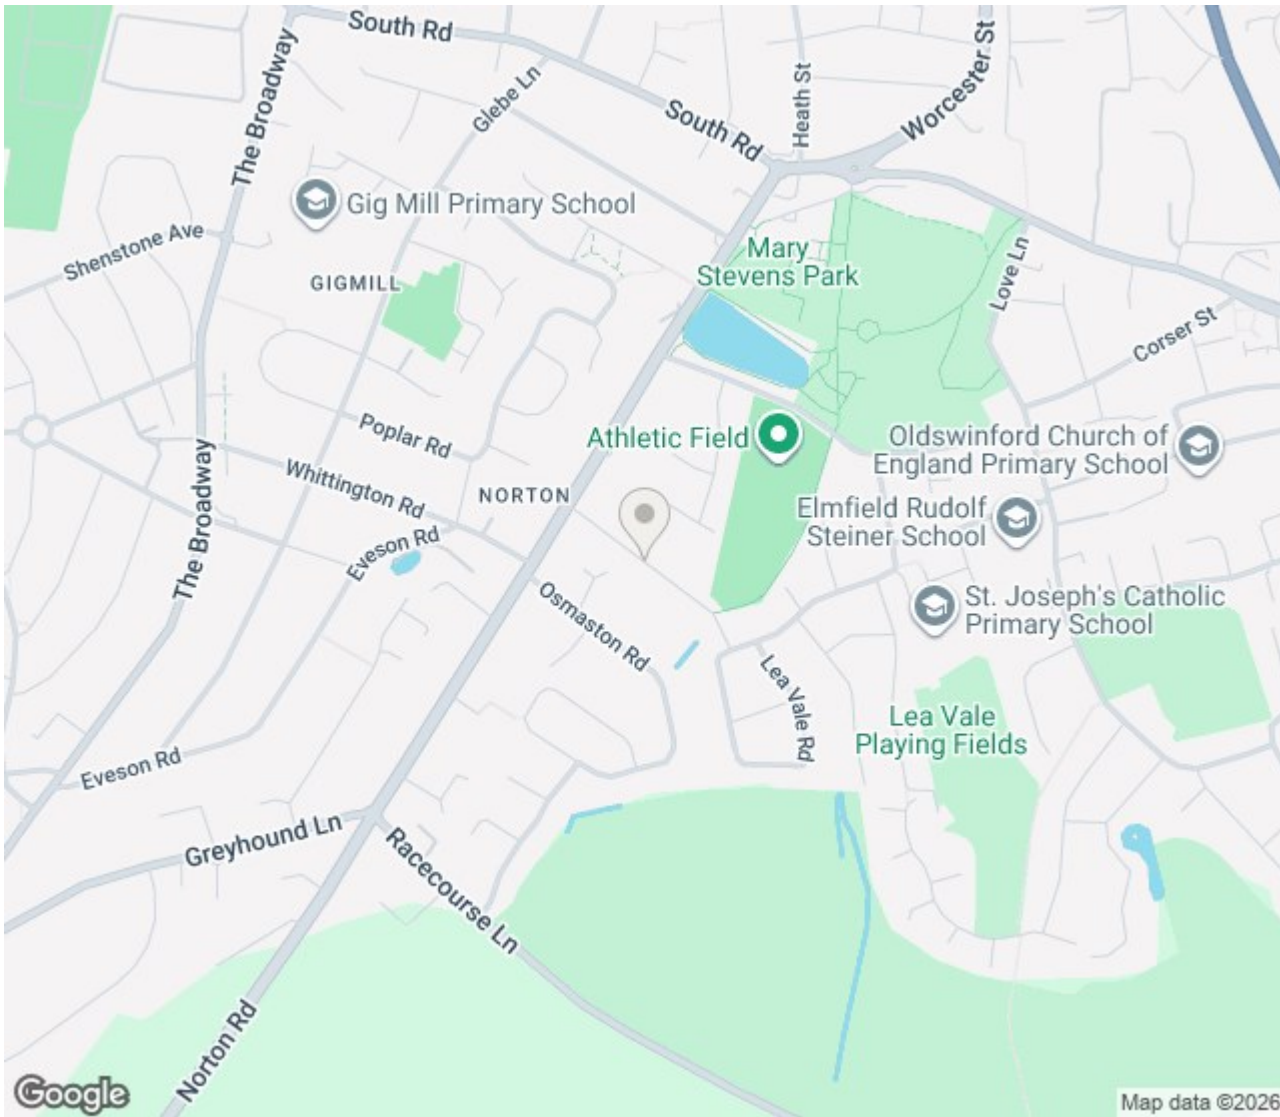 South Rd
The Broadway
Glebe Ln
South Rd
Heath St
Worcester St
Gig Mill Primary School
Shenstone Ave
GIGMILL
Mary
Stevens Park
Love Ln
Corser St
Poplar Rd
Athletic Field
Oldswinford Church of
England Primary School
Whittington Rd
NORTON
The Broadway
Eveson Rd
Elmfield Rudolf
Steiner School
Osmaston Rd
St. Joseph's Catholic
Primary School
Lea Vale Rd
Lea Vale
Playing Fields
Eveson Rd
Greyhound Ln
Racecourse Ln
Norton Rd
Google
Map data ©2026